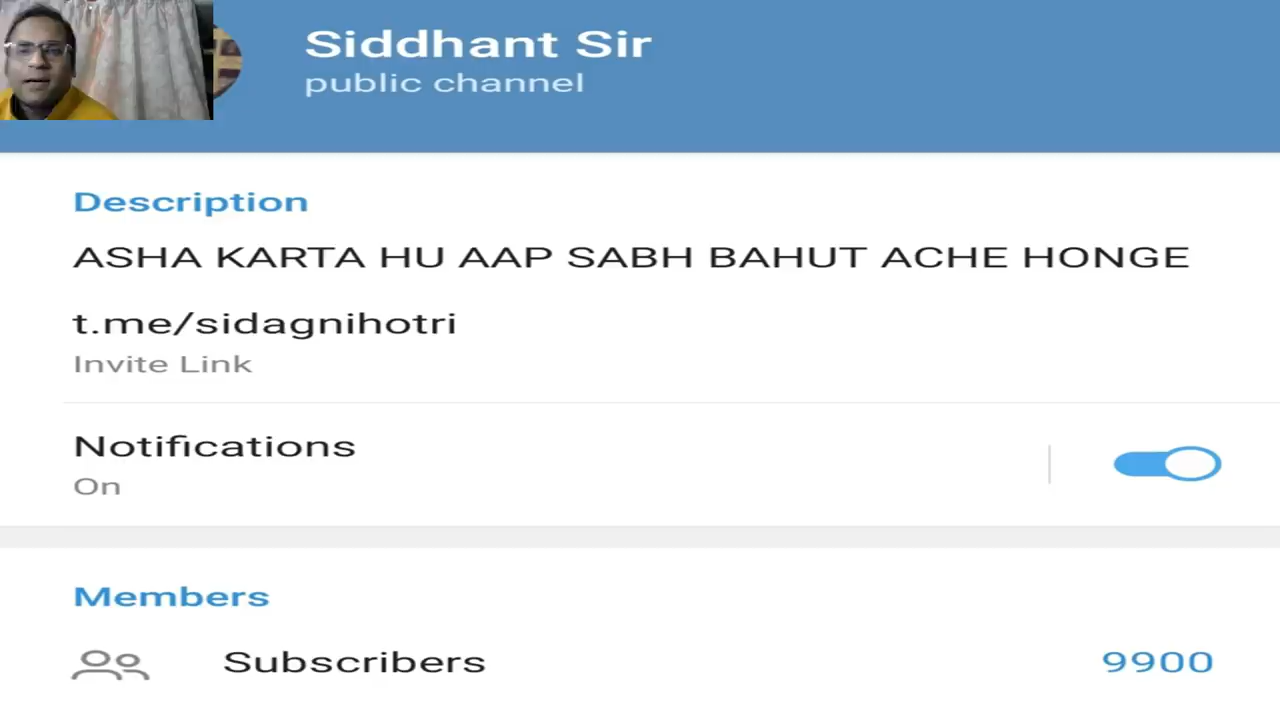 Siddhant Sir
public channel
Description
ASHA KARTA HU AAP SABH BAHUT ACHE HONGE
t.me/sidagnihotri
Invite Link
Notifications
On
Members
Subscribers 9900